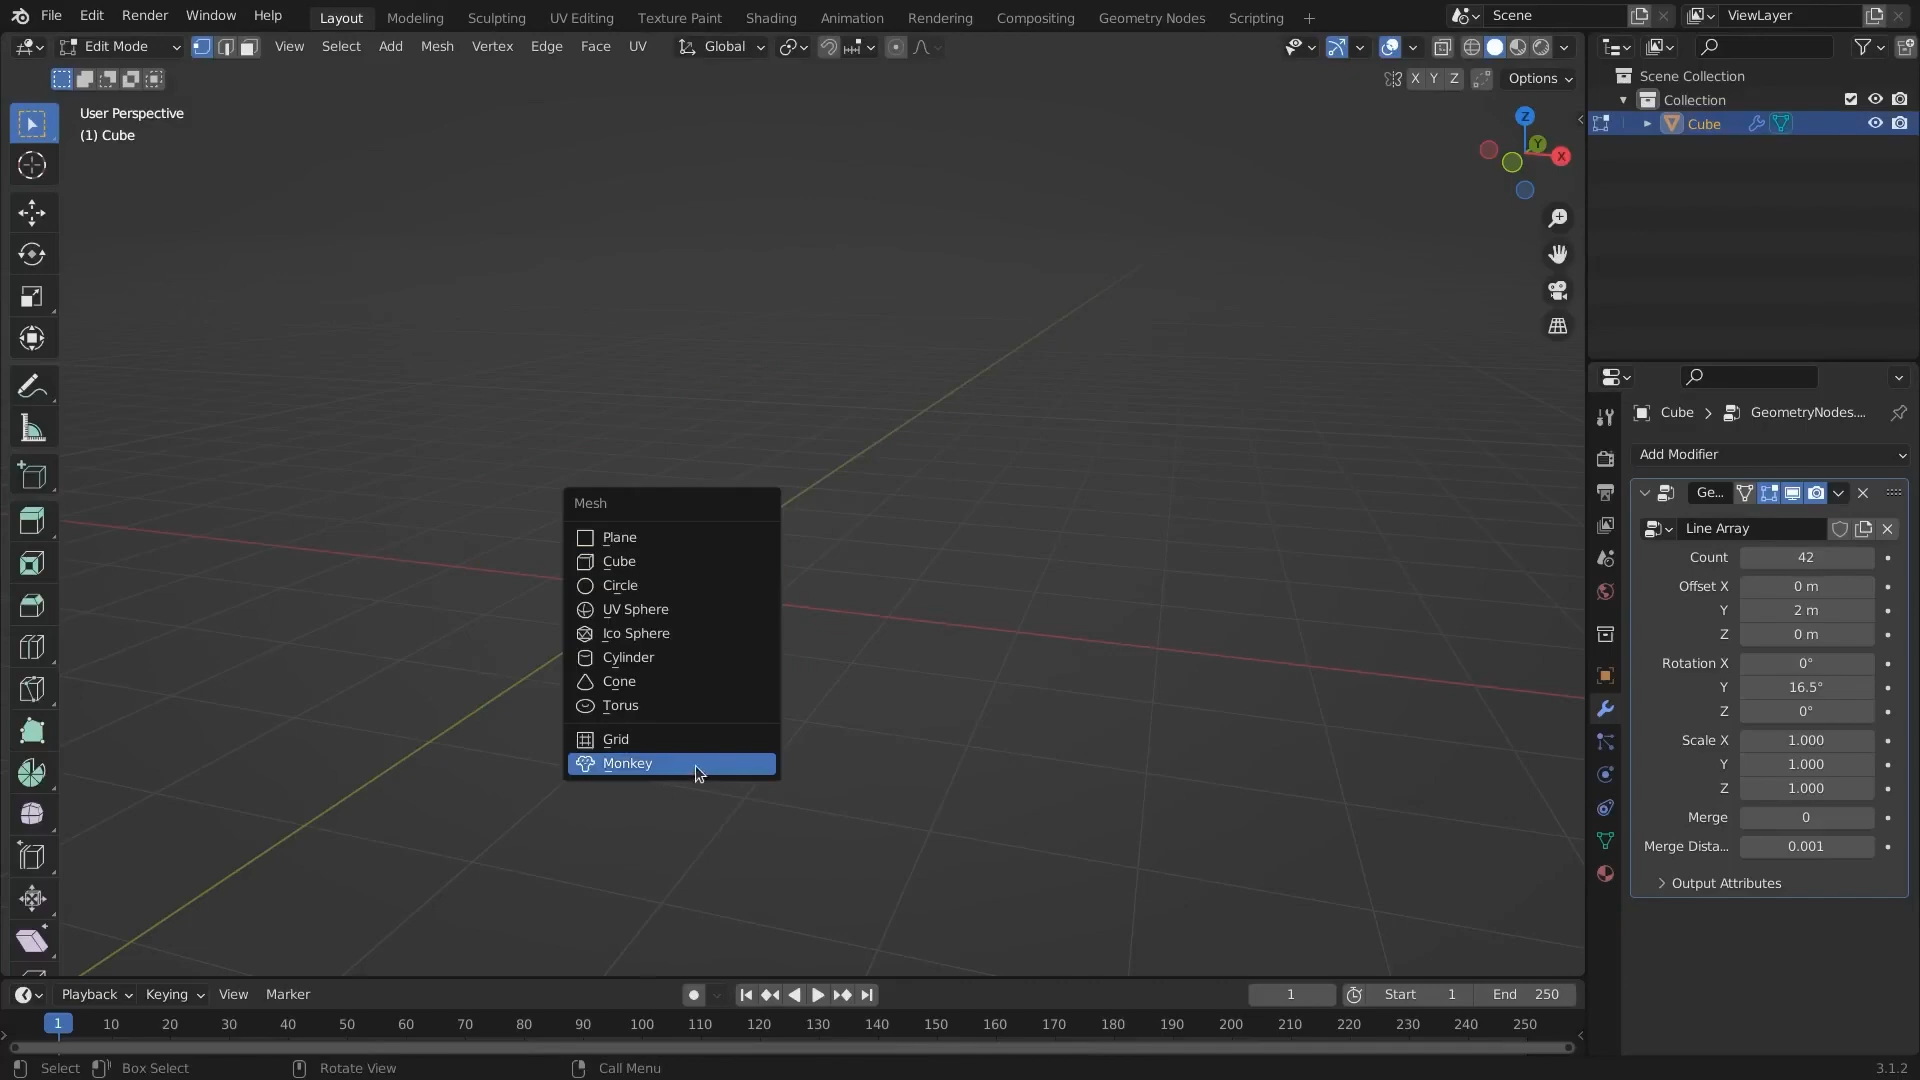 File Edit Render Window Help Layout Modeling Sculpting UV Editing Texture Paint Shading Animation Rendering Compositing Geometry Nodes Scripting + Scene ViewLayer
Edit Mode View Select Add Mesh Vertex Edge Face UV Global
X Y Z Options
User Perspective
(1) Cube
Z
Y
X
Scene Collection
Collection
Cube
Mesh
Plane
Cube
Circle
UV Sphere
Ico Sphere
Cylinder
Cone
Torus
Grid
Monkey
Cube > GeometryNodes....
Add Modifier
Ge...
Line Array
Count 42
Offset X 0 m
Y 2 m
Z 0 m
Rotation X 0°
Y 16.5°
Z 0°
Scale X 1.000
Y 1.000
Z 1.000
Merge 0
Merge Dista... 0.001
Output Attributes
Playback Keying View Marker 1 Start 1 End 250
1 10 20 30 40 50 60 70 80 90 100 110 120 130 140 150 160 170 180 190 200 210 220 230 240 250
Select Box Select Rotate View Call Menu 3.1.2